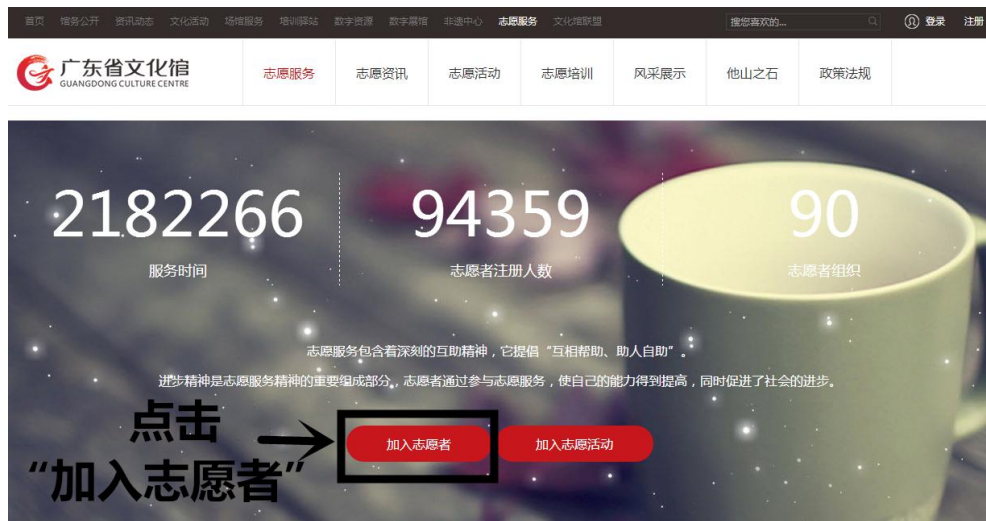 首页 馆务公开 资讯动态 文化活动 场馆服务 培训驿站 数字资源 数字展馆 非遗中心 志愿服务 文化馆联盟 搜您喜欢的... 登录 注册
广东省文化馆
GUANGDONG CULTURE CENTRE
志愿服务 志愿资讯 志愿活动 志愿培训 风采展示 他山之石 政策法规
2182266 94359 90
服务时间 志愿者注册人数 志愿者组织
志愿服务包含着深刻的互助精神，它提倡“互相帮助、助人自助”。
进步精神是志愿服务精神的重要组成部分，志愿者通过参与志愿服务，使自己的能力得到提高，同时促进了社会的进步。
点击
“加入志愿者”
加入志愿者 加入志愿活动